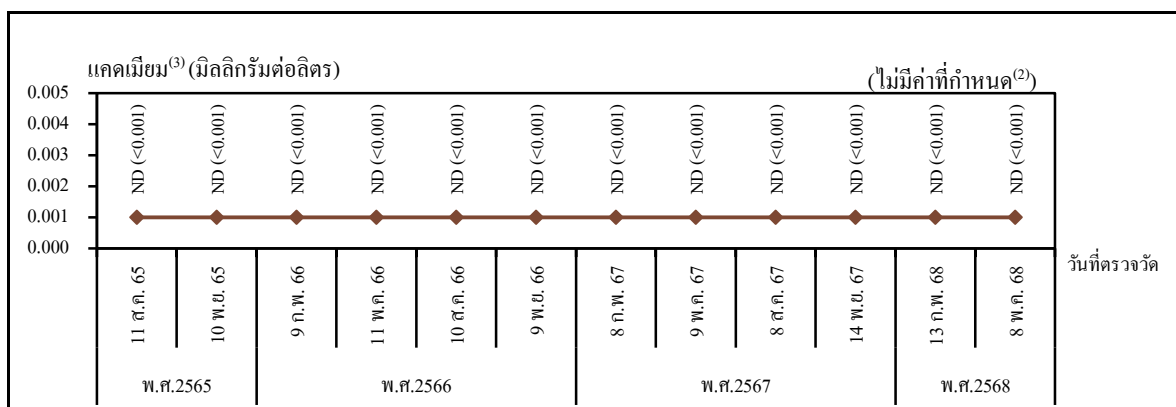 แคดเมียม(3) (มิลลิกรัมต่อลิตร)
(ไม่มีค่าที่กำหนด(2))
0.005
0.004
0.003
0.002
0.001
0.000
ND (<0.001)
ND (<0.001)
ND (<0.001)
ND (<0.001)
ND (<0.001)
ND (<0.001)
ND (<0.001)
ND (<0.001)
ND (<0.001)
ND (<0.001)
ND (<0.001)
ND (<0.001)
11 ส.ค. 65
10 พ.ย. 65
9 ก.พ. 66
11 พ.ค. 66
10 ส.ค. 66
9 พ.ย. 66
8 ก.พ. 67
9 พ.ค. 67
8 ส.ค. 67
14 พ.ย. 67
13 ก.พ. 68
8 พ.ค. 68
วันที่ตรวจวัด
พ.ศ.2565
พ.ศ.2566
พ.ศ.2567
พ.ศ.2568